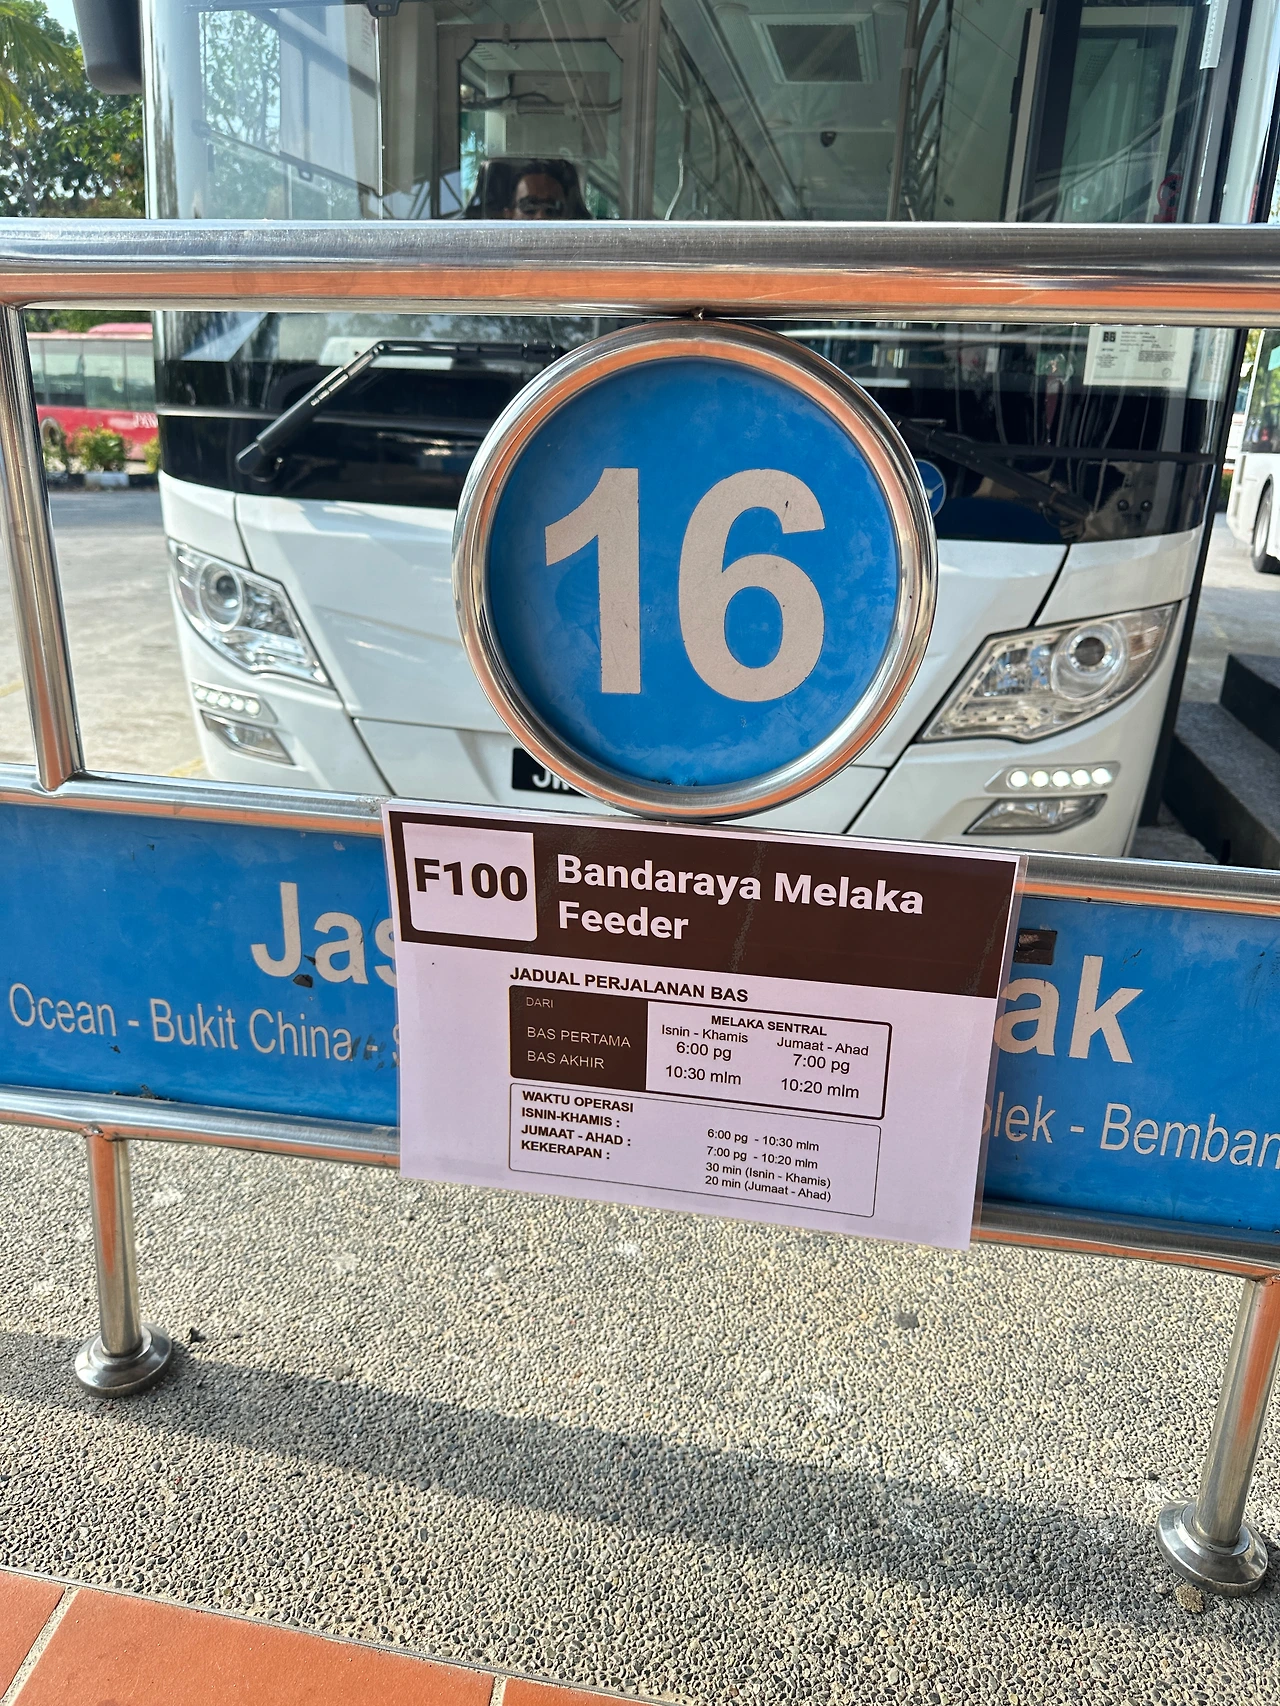 16
F100
Bandaraya Melaka
Feeder
JADUAL PERJALANAN BAS
DARI
MELAKA SENTRAL
Isnin - Khamis
Jumaat - Ahad
BAS PERTAMA
6:00 pg
7:00 pg
BAS AKHIR
10:30 mlm
10:20 mlm
WAKTU OPERASI
ISNIN-KHAMIS :
6:00 pg - 10:30 mlm
JUMAAT - AHAD :
7:00 pg - 10:20 mlm
KEKERAPAN :
30 min (Isnin - Khamis)
20 min (Jumaat - Ahad)
Jas
ak
Ocean - Bukit China -
lek - Bemban